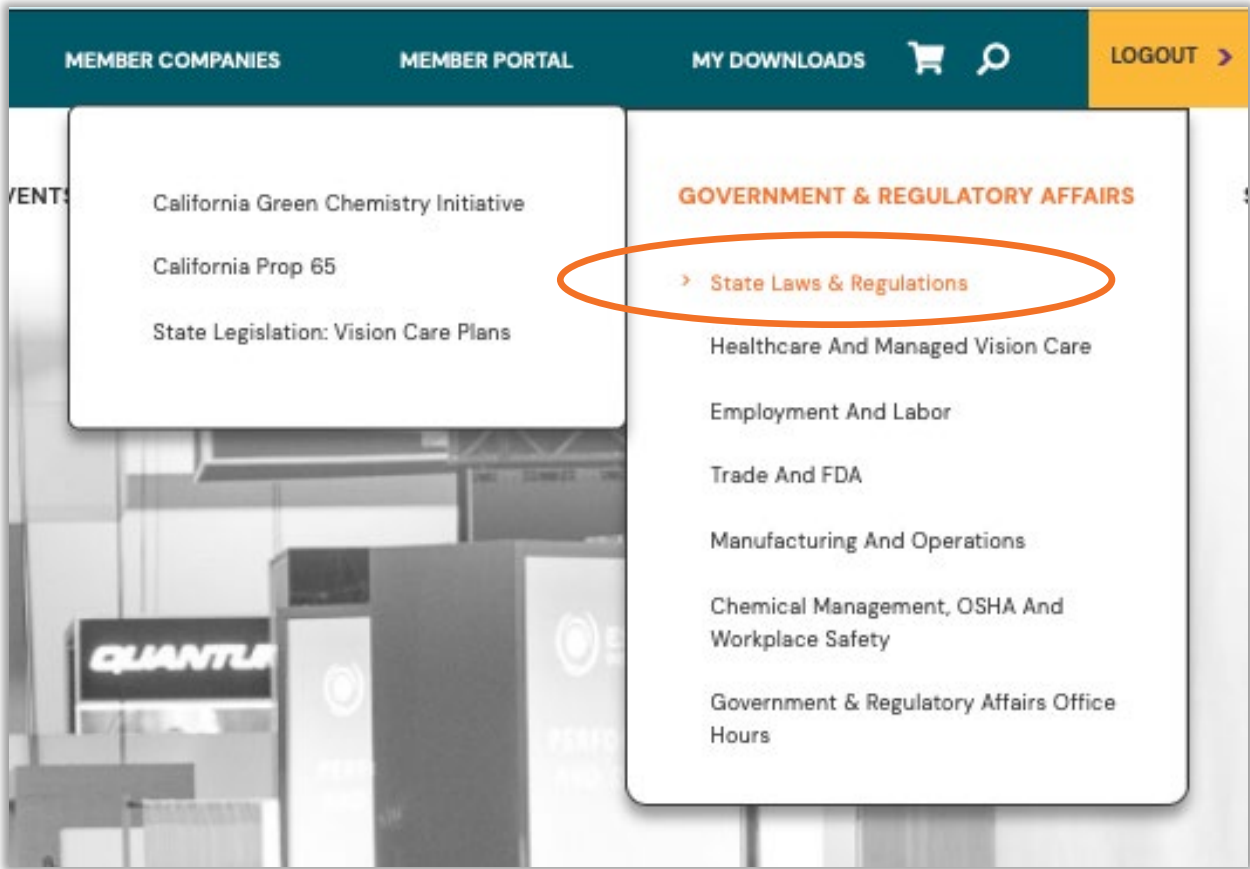 MEMBER COMPANIES
MEMBER PORTAL
MY DOWNLOADS
LOGOUT >
California Green Chemistry Initiative
California Prop 65
State Legislation: Vision Care Plans
GOVERNMENT & REGULATORY AFFAIRS
> State Laws & Regulations
Healthcare And Managed Vision Care
Employment And Labor
Trade And FDA
Manufacturing And Operations
Chemical Management, OSHA And
Workplace Safety
Government & Regulatory Affairs Office
Hours